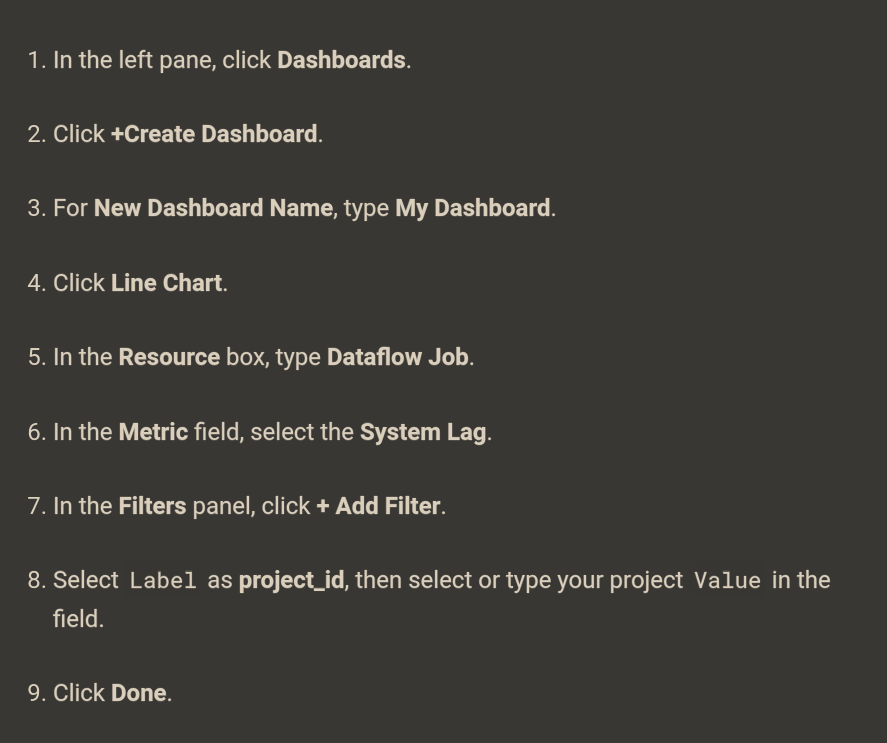 1. In the left pane, click Dashboards.
2. Click +Create Dashboard.
3. For New Dashboard Name, type My Dashboard.
4. Click Line Chart.
5. In the Resource box, type Dataflow Job.
6. In the Metric field, select the System Lag.
7. In the Filters panel, click + Add Filter.
8. Select Label as project_id, then select or type your project Value in the
field.
9. Click Done.